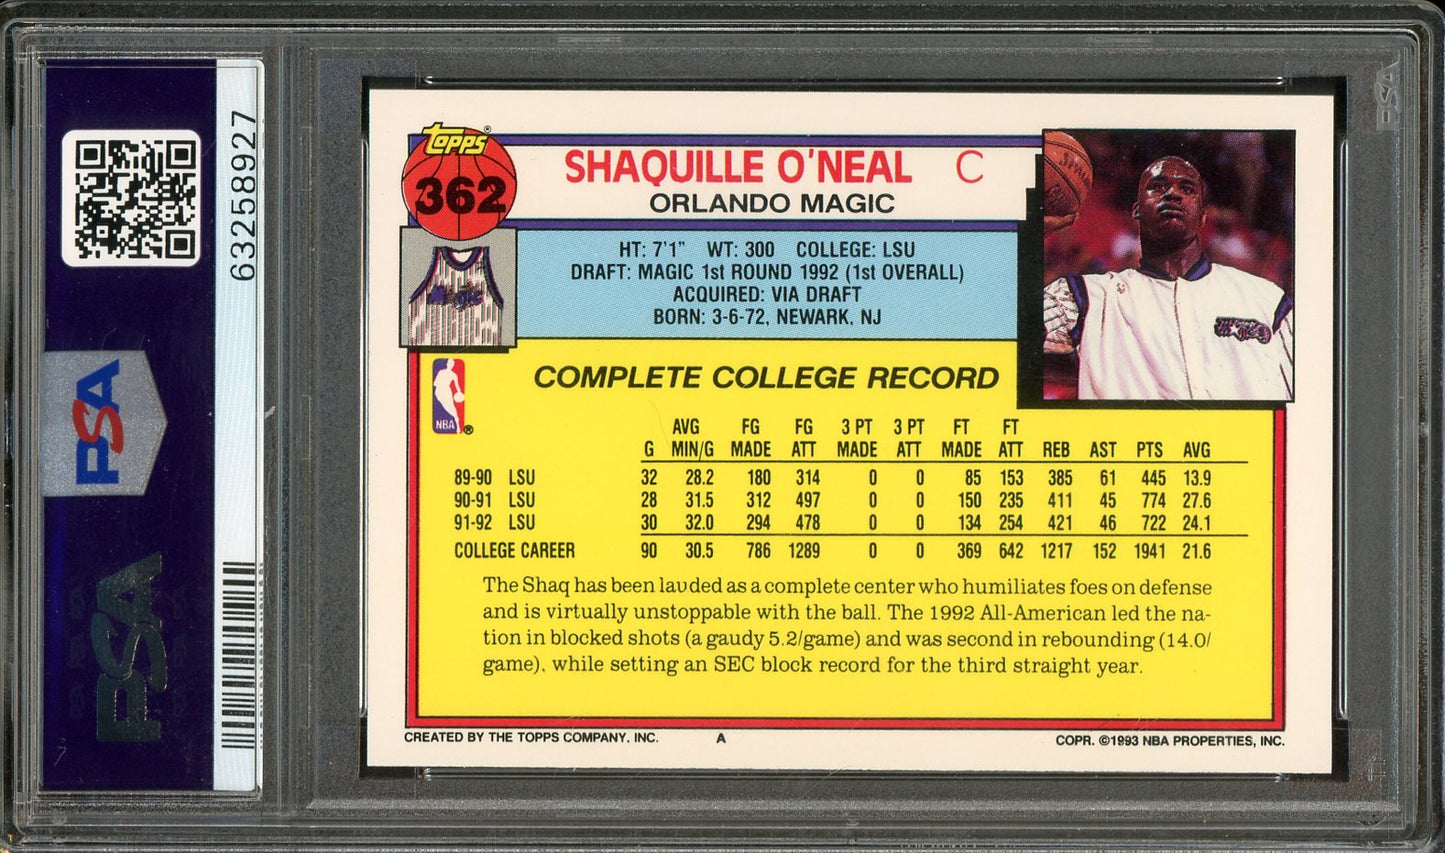 63258927
PSA
PSA
PSA
Topps®
362
SHAQUILLE O'NEAL C
ORLANDO MAGIC
Magic
HT: 7'1" WT: 300 COLLEGE: LSU
DRAFT: MAGIC 1st ROUND 1992 (1st OVERALL)
ACQUIRED: VIA DRAFT
BORN: 3-6-72, NEWARK, NJ
NBA ®
COMPLETE COLLEGE RECORD
AVG FG FG 3 PT 3 PT FT FT
G MIN/G MADE ATT MADE ATT MADE ATT REB AST PTS AVG
89-90 LSU 32 28.2 180 314 0 0 85 153 385 61 445 13.9
90-91 LSU 28 31.5 312 497 0 0 150 235 411 45 774 27.6
91-92 LSU 30 32.0 294 478 0 0 134 254 421 46 722 24.1
COLLEGE CAREER 90 30.5 786 1289 0 0 369 642 1217 152 1941 21.6
The Shaq has been lauded as a complete center who humiliates foes on defense
and is virtually unstoppable with the ball. The 1992 All-American led the na-
tion in blocked shots (a gaudy 5.2/game) and was second in rebounding (14.0/
game), while setting an SEC block record for the third straight year.
CREATED BY THE TOPPS COMPANY, INC. A COPR. ©1993 NBA PROPERTIES, INC.